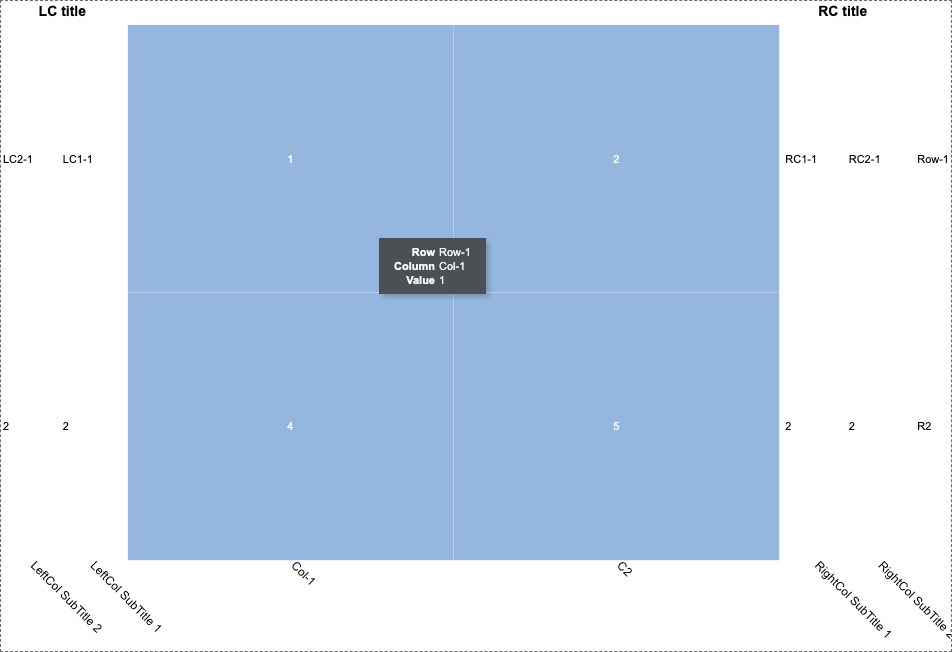 LC title
RC title
LC2-1 LC1-1 1 2 RC1-1 RC2-1 Row-1
Row Row-1
Column Col-1
Value 1
2 2 4 5 2 2 R2
LeftCol SubTitle 2
LeftCol SubTitle 1
Col-1
C2
RightCol SubTitle 1
RightCol SubTitle 2